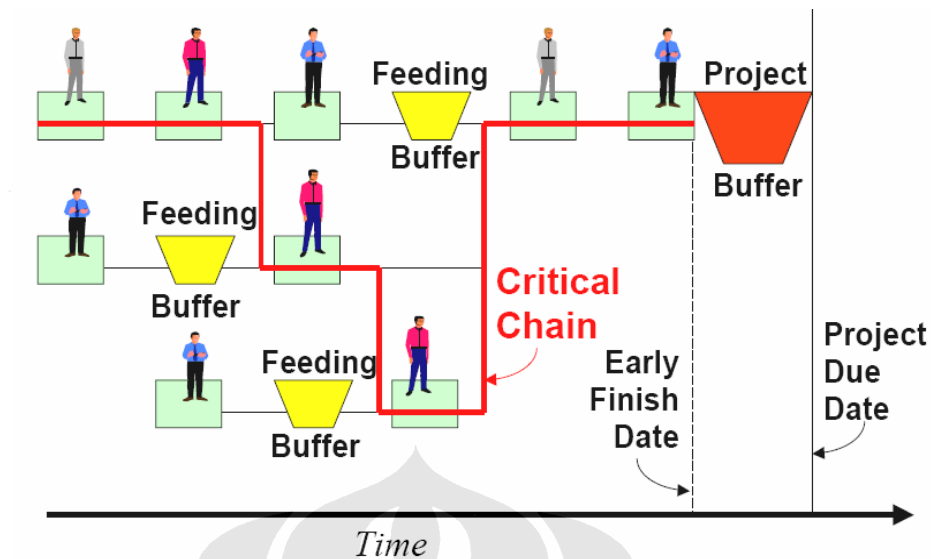 Feeding
Buffer
Project
Buffer
Feeding
Buffer
Critical
Chain
Feeding
Buffer
Early
Finish
Date
Project
Due
Date
Time